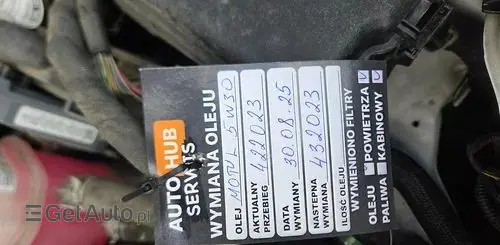 AUTO HUB
SERWIS
WYMIANA OLEJU
OLEJ MOTUL 5W30
AKTUALNY PRZEBIEG 422023
DATA WYMIANY 30.08.25
NASTEPNA WYMIANA 432023
ILOŚĆ OLEJU
WYMIENIONO FILTRY
OLEJU POWIETRZA
PALIWA KABINOWY
GetAuto.pl